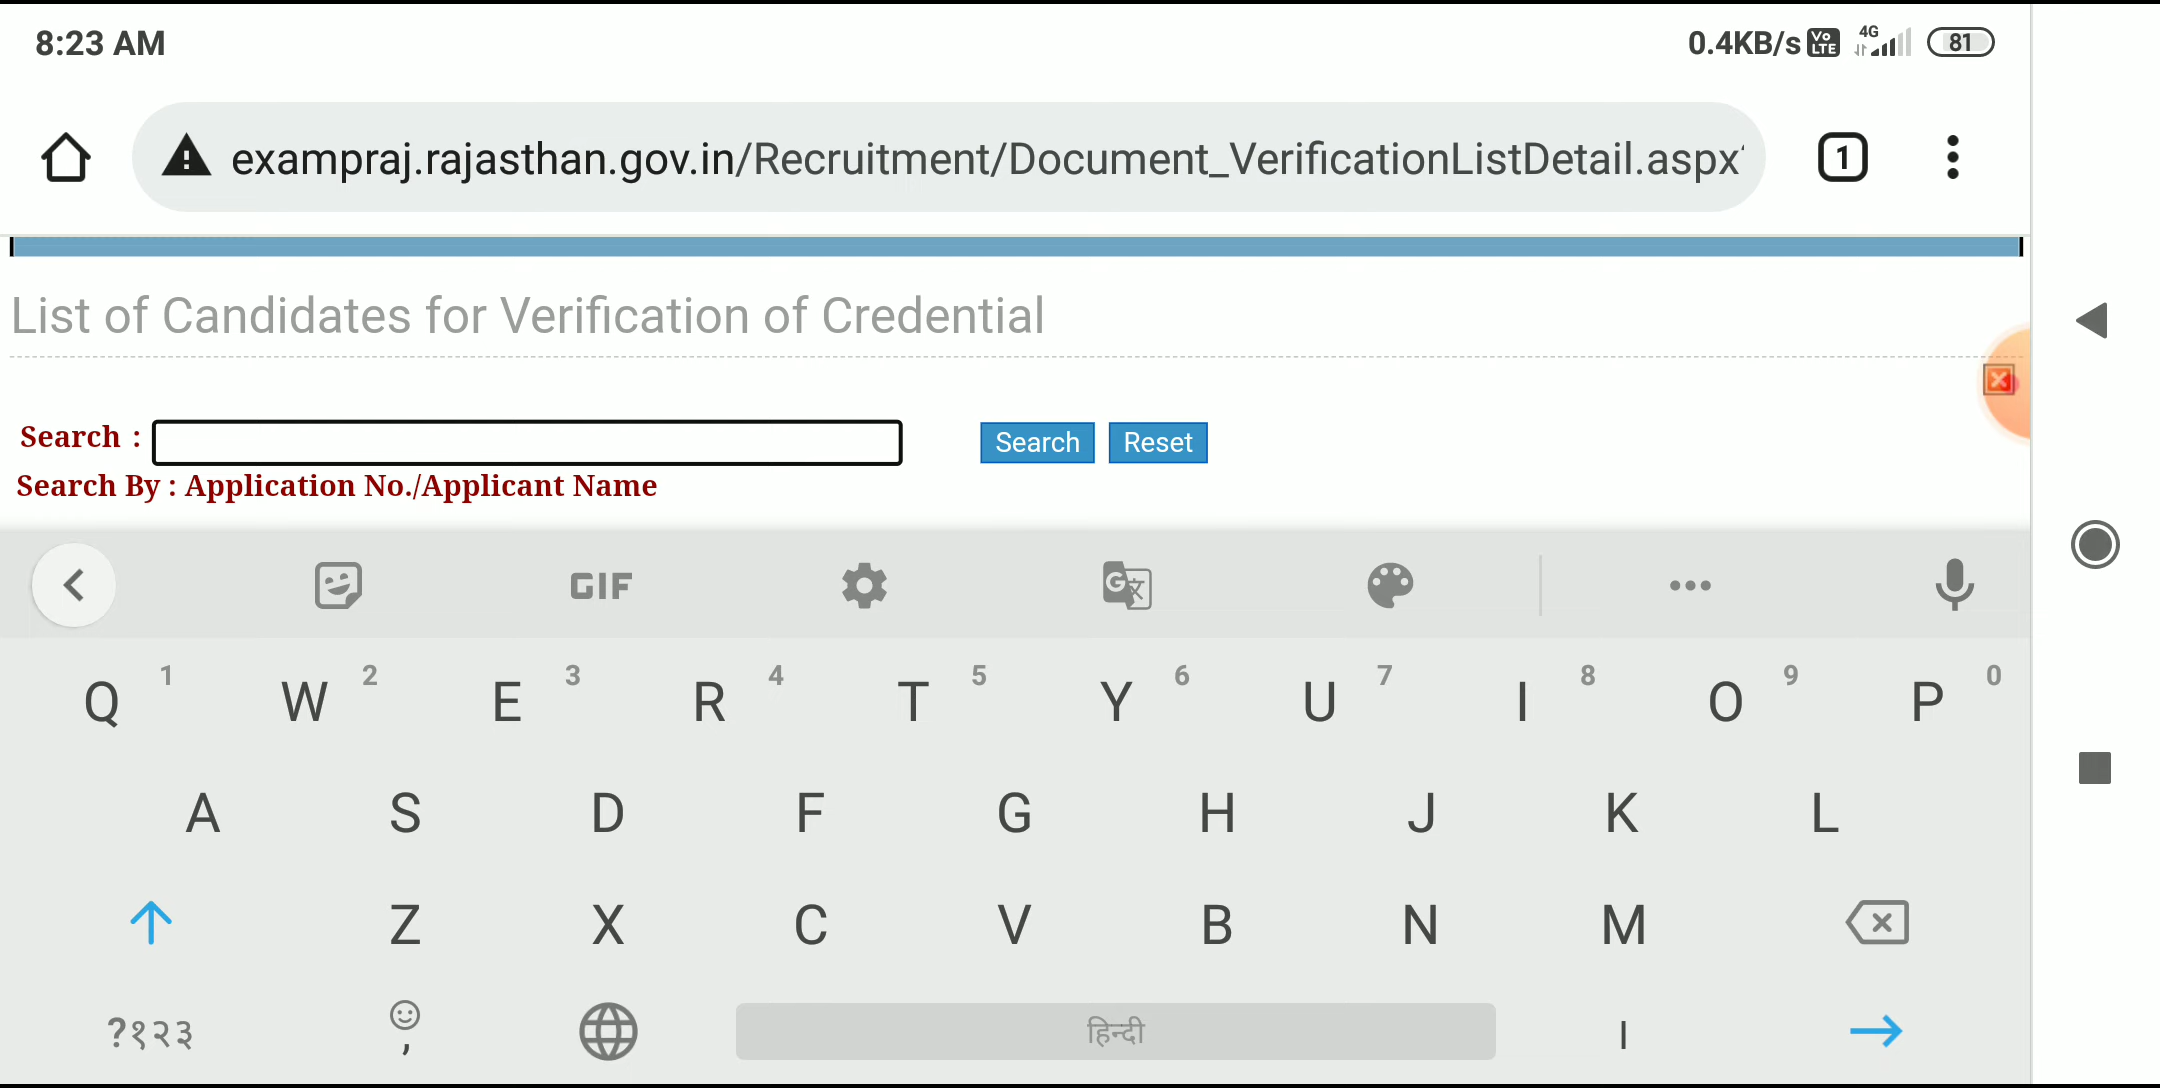 8:23 AM
0.4KB/s Vo LTE 4G 81
exampraj.rajasthan.gov.in/Recruitment/Document_VerificationListDetail.aspx
1
List of Candidates for Verification of Credential
Search :
Search Reset
Search By : Application No./Applicant Name
GIF G
Q 1 W 2 E 3 R 4 T 5 Y 6 U 7 I 8 O 9 P 0
A S D F G H J K L
Z X C V B N M
?१२३ , हिन्दी ।